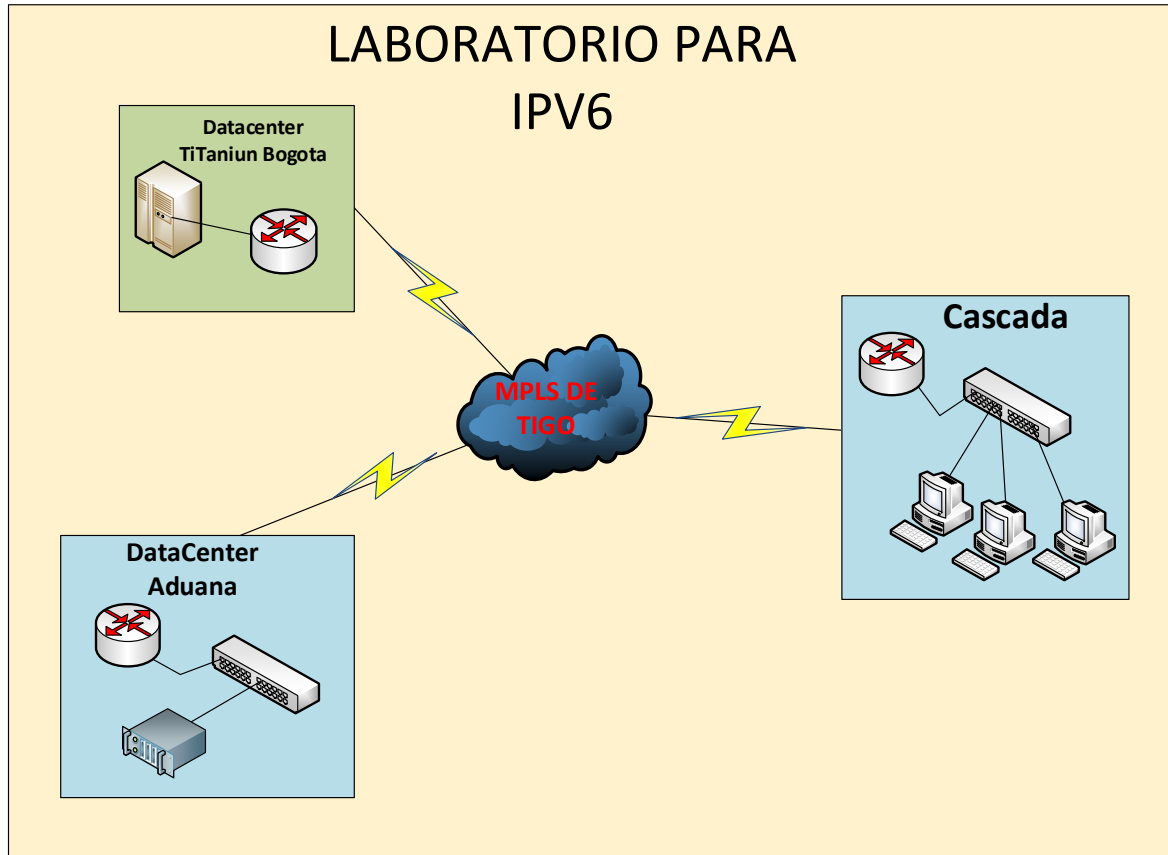 LABORATORIO PARA
IPV6
Datacenter
TiTaniun Bogota
Cascada
MPLS DE
TIGO
DataCenter
Aduana